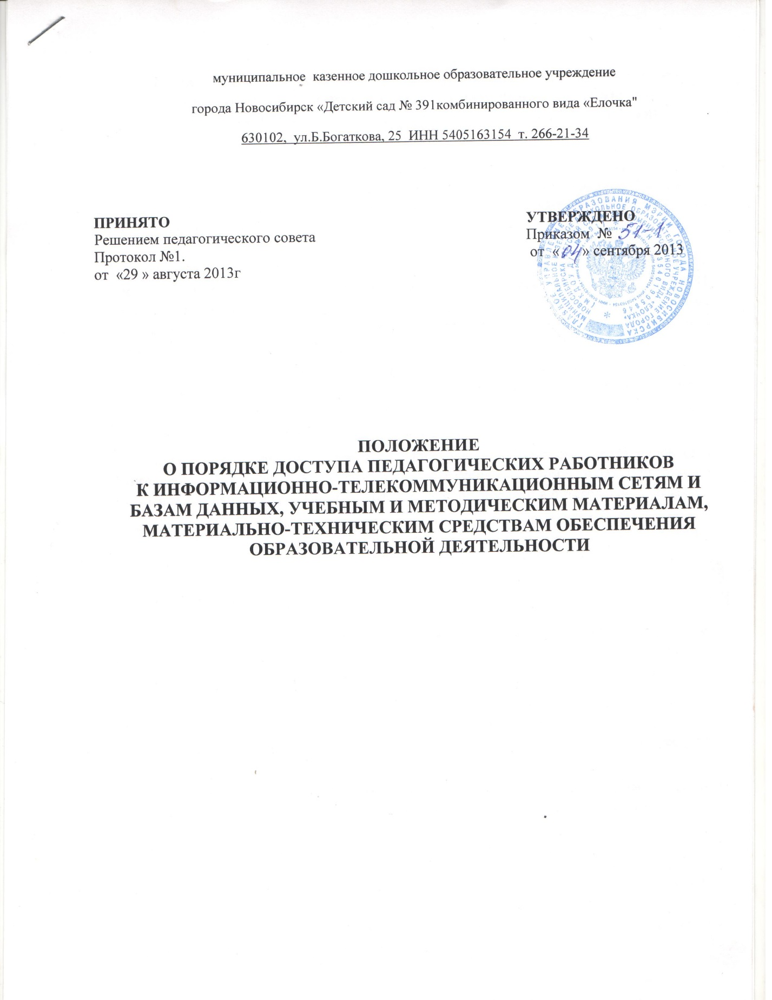 муниципальное казенное дошкольное образовательное учреждение
города Новосибирск «Детский сад № 391комбинированного вида «Елочка"
630102, ул.Б.Богаткова, 25 ИНН 5405163154 т. 266-21-34
ПРИНЯТО
Решением педагогического совета
Протокол №1.
от «29 » августа 2013г
УТВЕРЖДЕНО
Приказом № 51-1
от «04» сентября 2013
ПОЛОЖЕНИЕ
О ПОРЯДКЕ ДОСТУПА ПЕДАГОГИЧЕСКИХ РАБОТНИКОВ
К ИНФОРМАЦИОННО-ТЕЛЕКОММУНИКАЦИОННЫМ СЕТЯМ И
БАЗАМ ДАННЫХ, УЧЕБНЫМ И МЕТОДИЧЕСКИМ МАТЕРИАЛАМ,
МАТЕРИАЛЬНО-ТЕХНИЧЕСКИМ СРЕДСТВАМ ОБЕСПЕЧЕНИЯ
ОБРАЗОВАТЕЛЬНОЙ ДЕЯТЕЛЬНОСТИ